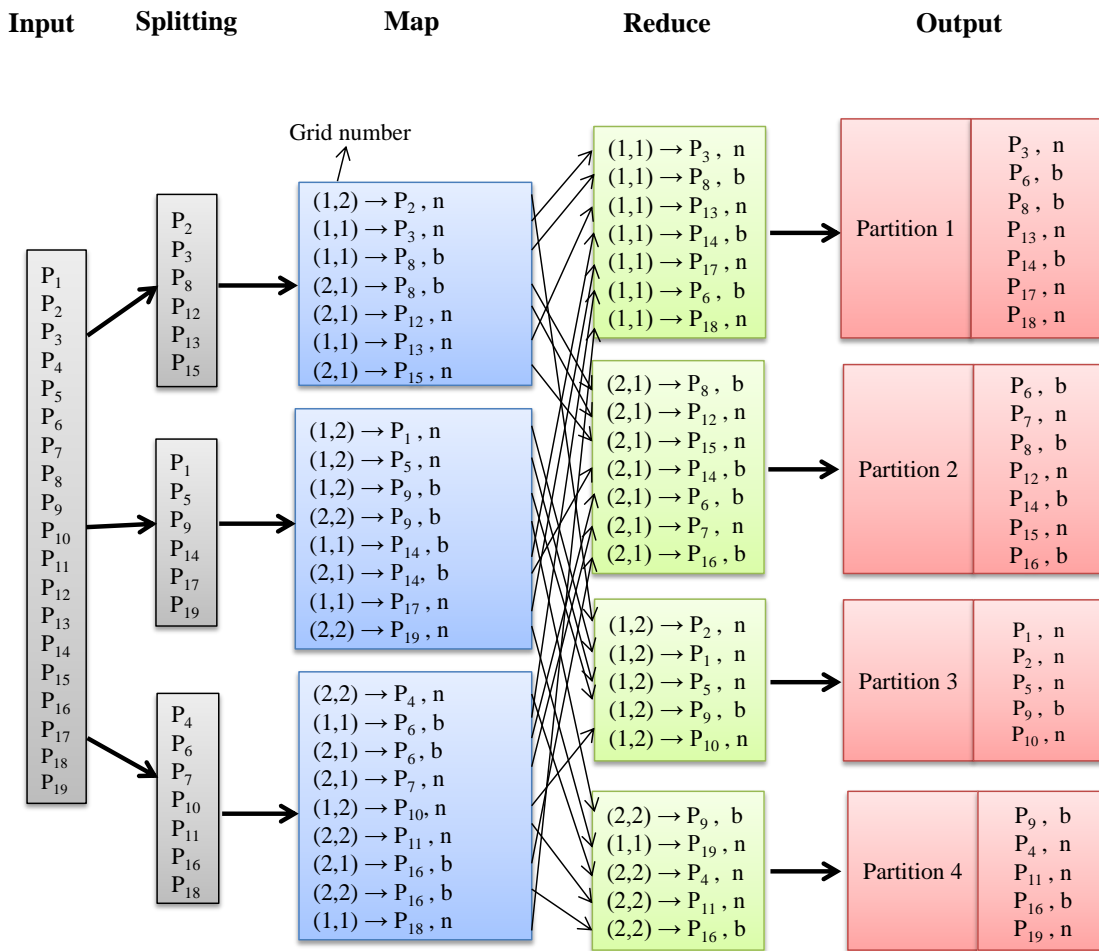 Input
Splitting
Map
Reduce
Output
Grid number
P1
P2
P3
P4
P5
P6
P7
P8
P9
P10
P11
P12
P13
P14
P15
P16
P17
P18
P19
P2
P3
P8
P12
P13
P15
P1
P5
P9
P14
P17
P19
P4
P6
P7
P10
P11
P16
P18
(1,2) → P2 , n
(1,1) → P3 , n
(1,1) → P8 , b
(2,1) → P8 , b
(2,1) → P12 , n
(1,1) → P13 , n
(2,1) → P15 , n
(1,2) → P1 , n
(1,2) → P5 , n
(1,2) → P9 , b
(2,2) → P9 , b
(1,1) → P14 , b
(2,1) → P14, b
(1,1) → P17 , n
(2,2) → P19 , n
(2,2) → P4 , n
(1,1) → P6 , b
(2,1) → P6 , b
(2,1) → P7 , n
(1,2) → P10, n
(2,2) → P11 , n
(2,1) → P16 , b
(2,2) → P16 , b
(1,1) → P18 , n
(1,1) → P3 , n
(1,1) → P8 , b
(1,1) → P13 , n
(1,1) → P14 , b
(1,1) → P17 , n
(1,1) → P6 , b
(1,1) → P18 , n
(2,1) → P8 , b
(2,1) → P12 , n
(2,1) → P15 , n
(2,1) → P14 , b
(2,1) → P6 , b
(2,1) → P7 , n
(2,1) → P16 , b
(1,2) → P2 , n
(1,2) → P1 , n
(1,2) → P5 , n
(1,2) → P9 , b
(1,2) → P10 , n
(2,2) → P9 , b
(1,1) → P19 , n
(2,2) → P4 , n
(2,2) → P11 , n
(2,2) → P16 , b
Partition 1
P3 , n
P6 , b
P8 , b
P13 , n
P14 , b
P17 , n
P18 , n
Partition 2
P6 , b
P7 , n
P8 , b
P12 , n
P14 , b
P15 , n
P16 , b
Partition 3
P1 , n
P2 , n
P5 , n
P9 , b
P10 , n
Partition 4
P9 , b
P4 , n
P11 , n
P16 , b
P19 , n